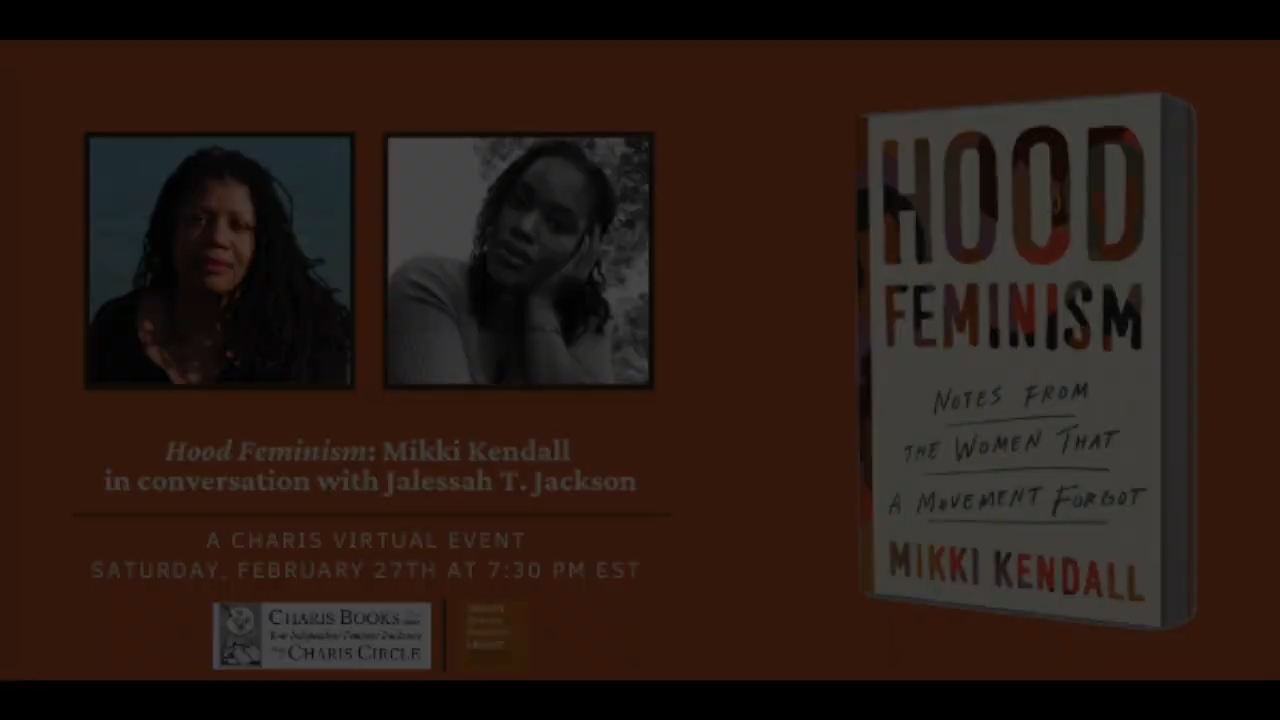 Hood Feminism: Mikki Kendall
in conversation with Jalessah T. Jackson
A CHARIS VIRTUAL EVENT
SATURDAY, FEBRUARY 27TH AT 7:30 PM EST
CHARIS BOOKS
CHARIS CIRCLE
HOOD
FEMINISM
NOTES FROM
THE WOMEN THAT
A MOVEMENT FORGOT
MIKKI KENDALL